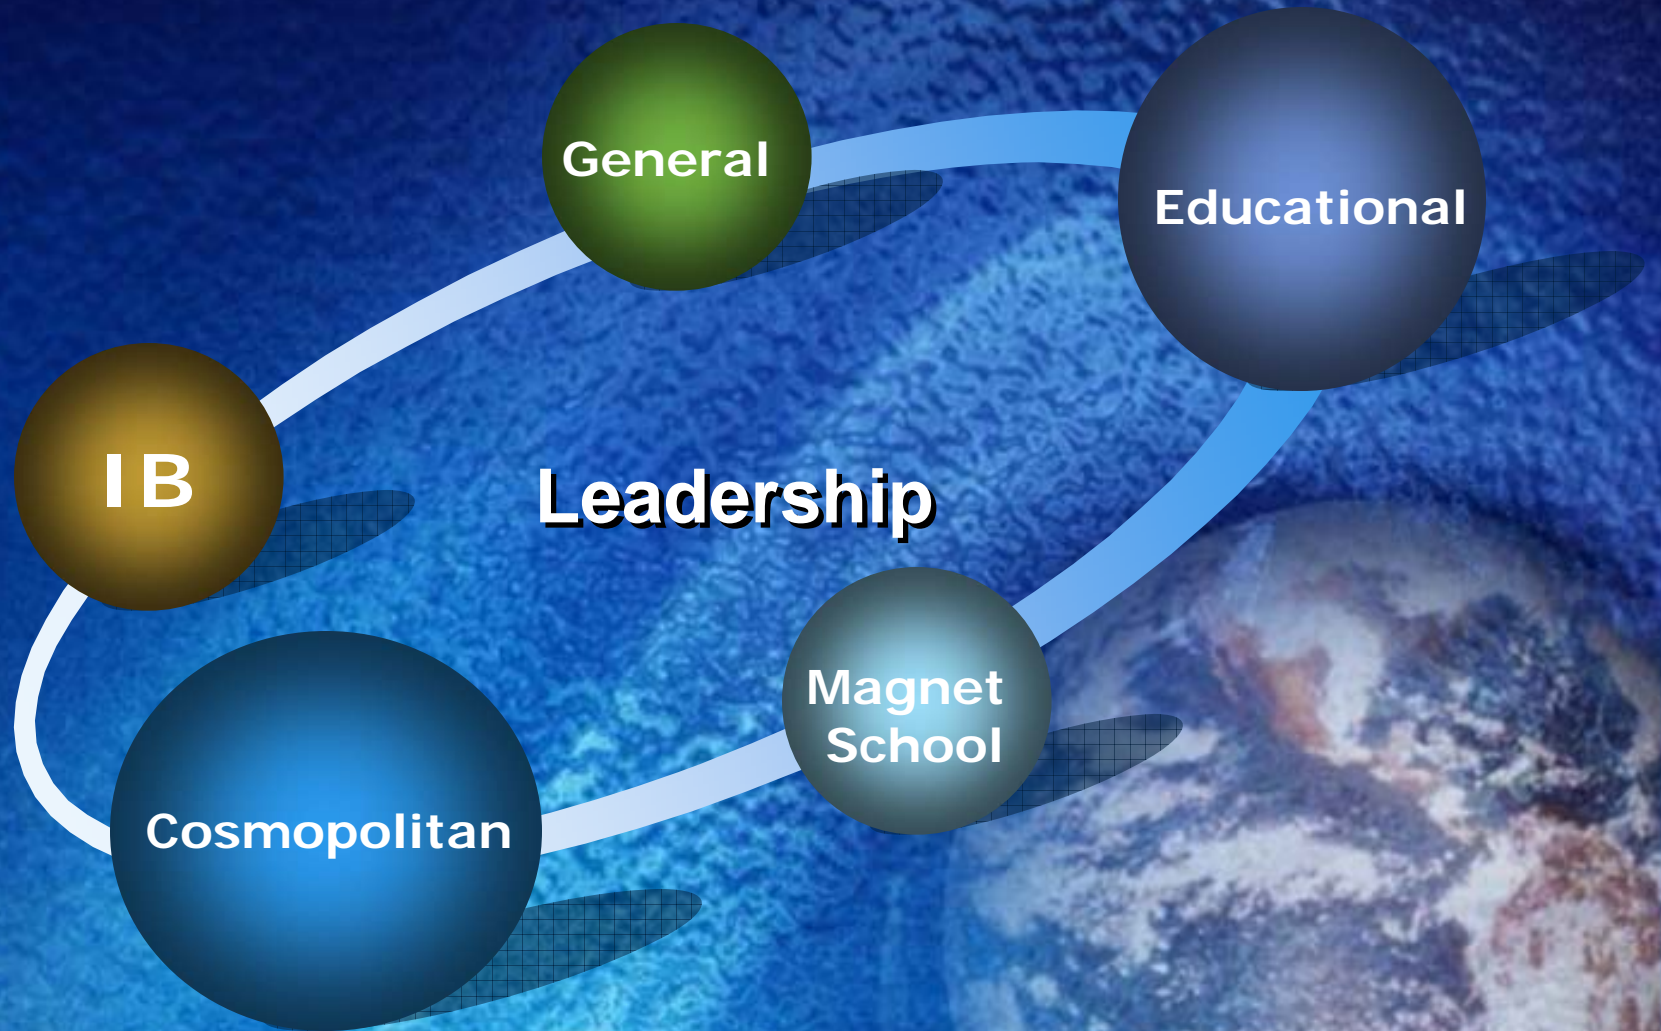 General
Educational
IB
Leadership
Magnet
School
Cosmopolitan